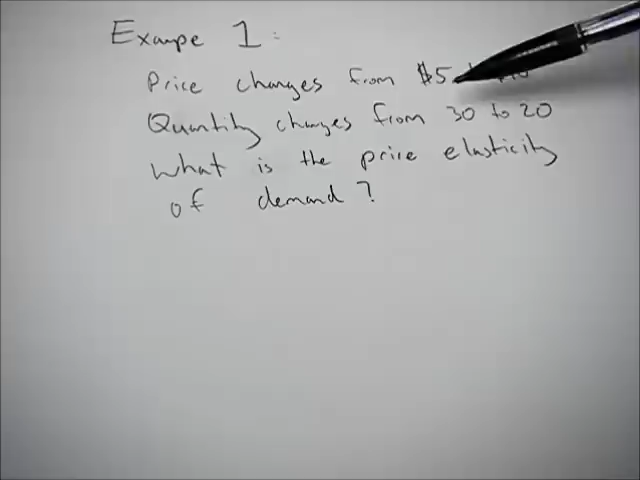 Exampe 1:
Price changes from $5
Quantity changes from 30 to 20
What is the price elasticity
of demand?